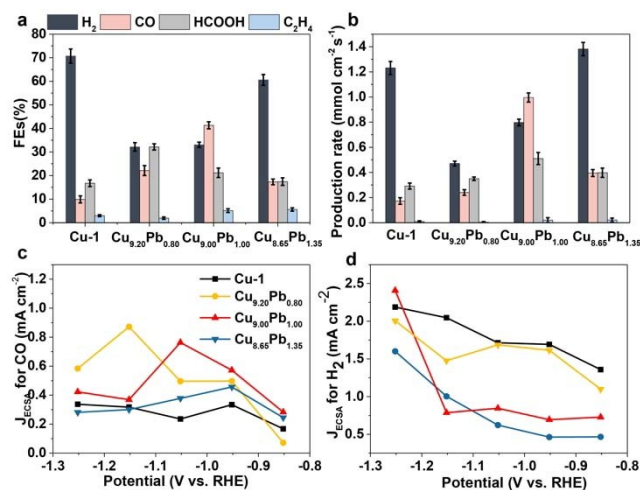 a
H2 CO HCOOH C2H4
FEs(%)
80
70
60
50
40
30
20
10
0
Cu-1 Cu9.20Pb0.80 Cu9.00Pb1.00 Cu8.65Pb1.35
b
Production rate (mmol cm-2 s-1)
1.6
1.4
1.2
1.0
0.8
0.6
0.4
0.2
0.0
Cu-1 Cu9.20Pb0.80 Cu9.00Pb1.00 Cu8.65Pb1.35
c
JECSA for CO (mA cm-2)
1.2
1.0
0.8
0.6
0.4
0.2
0.0
Cu-1
Cu9.20Pb0.80
Cu9.00Pb1.00
Cu8.65Pb1.35
-1.3 -1.2 -1.1 -1.0 -0.9 -0.8
Potential (V vs. RHE)
d
JECSA for H2 (mA cm-2)
2.5
2.0
1.5
1.0
0.5
-1.3 -1.2 -1.1 -1.0 -0.9 -0.8
Potential (V vs. RHE)